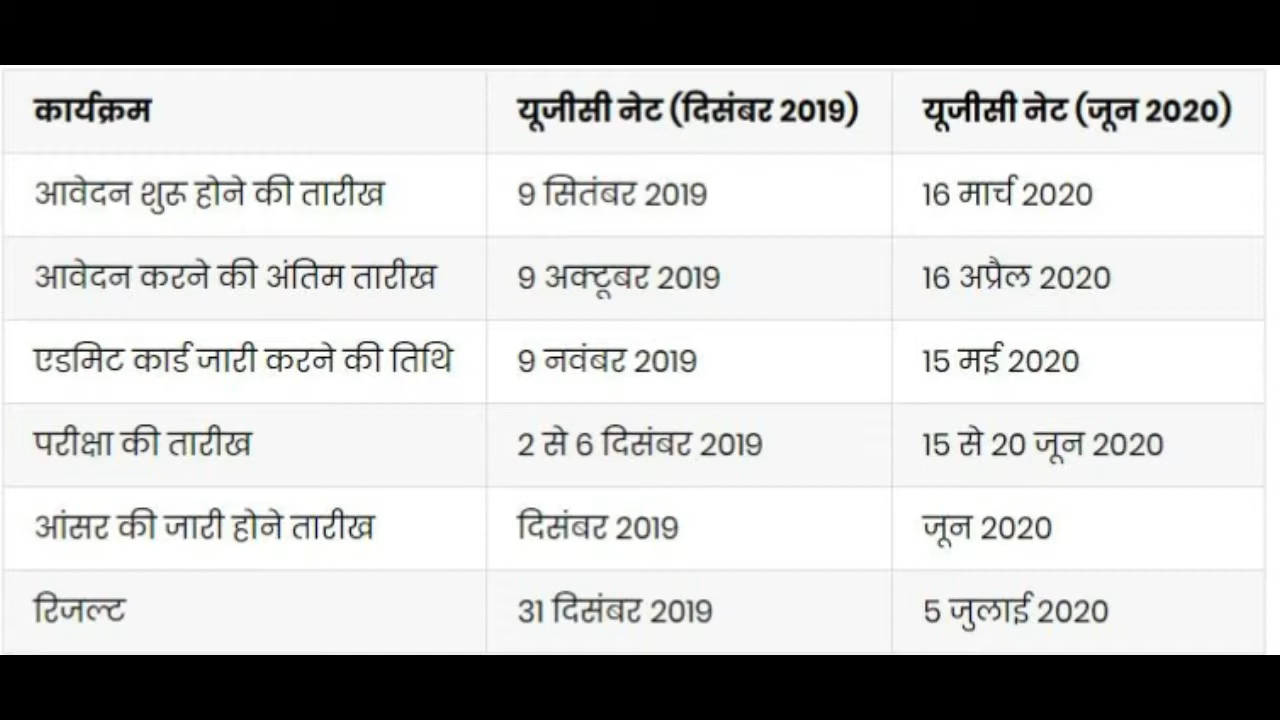 कार्यक्रम यूजीसी नेट (दिसंबर 2019) यूजीसी नेट (जून 2020)
आवेदन शुरू होने की तारीख 9 सितंबर 2019 16 मार्च 2020
आवेदन करने की अंतिम तारीख 9 अक्टूबर 2019 16 अप्रैल 2020
एडमिट कार्ड जारी करने की तिथि 9 नवंबर 2019 15 मई 2020
परीक्षा की तारीख 2 से 6 दिसंबर 2019 15 से 20 जून 2020
आंसर की जारी होने तारीख दिसंबर 2019 जून 2020
रिजल्ट 31 दिसंबर 2019 5 जुलाई 2020